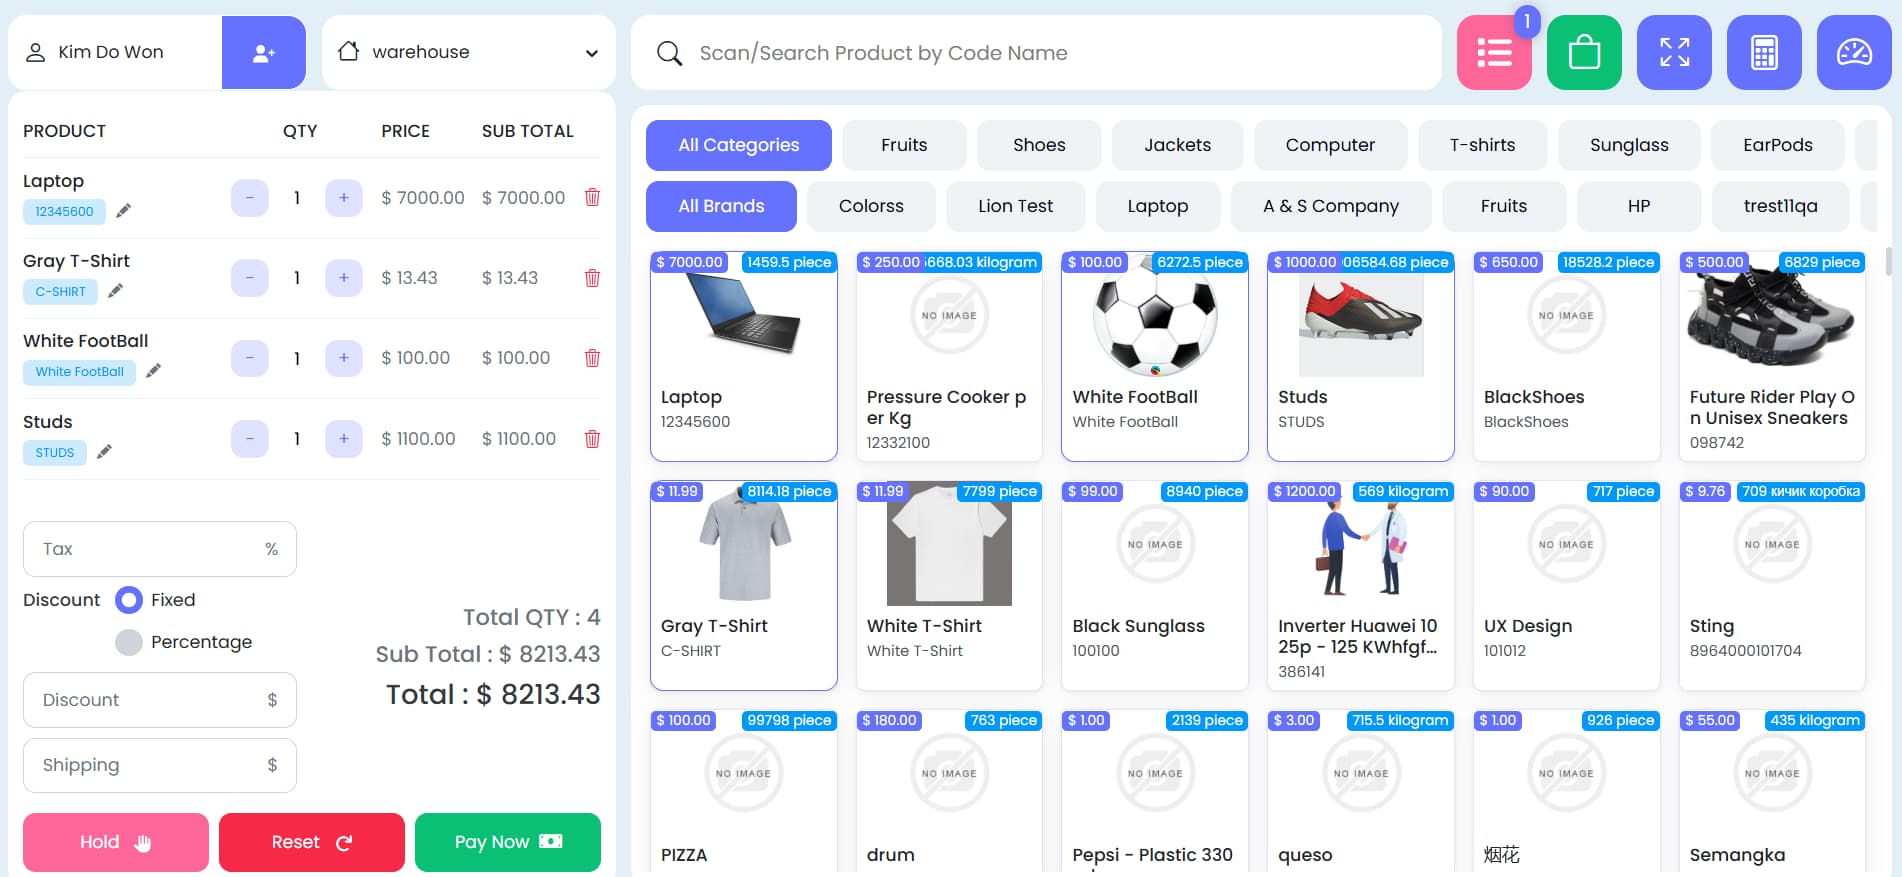 Kim Do Won
warehouse
Scan/Search Product by Code Name
1
PRODUCT QTY PRICE SUB TOTAL
Laptop
12345600
- 1 + $ 7000.00 $ 7000.00
Gray T-Shirt
C-SHIRT
- 1 + $ 13.43 $ 13.43
White FootBall
White FootBall
- 1 + $ 100.00 $ 100.00
Studs
STUDS
- 1 + $ 1100.00 $ 1100.00
Tax %
Discount Fixed
Percentage
Discount $
Shipping $
Total QTY : 4
Sub Total : $ 8213.43
Total : $ 8213.43
Hold Reset Pay Now
All Categories Fruits Shoes Jackets Computer T-shirts Sunglass EarPods
All Brands Colorss Lion Test Laptop A & S Company Fruits HP trest11qa
$ 7000.00 1459.5 piece
Laptop
12345600
$ 250.00 6668.03 kilogram
NO IMAGE
Pressure Cooker p
er Kg
12332100
$ 100.00 6272.5 piece
White FootBall
White FootBall
$ 1000.00 06584.68 piece
Studs
STUDS
$ 650.00 18528.2 piece
NO IMAGE
BlackShoes
BlackShoes
$ 500.00 6829 piece
Future Rider Play O
n Unisex Sneakers
098742
$ 11.99 8114.18 piece
Gray T-Shirt
C-SHIRT
$ 11.99 7799 piece
White T-Shirt
White T-Shirt
$ 99.00 8940 piece
NO IMAGE
Black Sunglass
100100
$ 1200.00 569 kilogram
Inverter Huawei 10
25p - 125 KWhfgf...
386141
$ 90.00 717 piece
NO IMAGE
UX Design
101012
$ 9.76 709 кичик коробка
NO IMAGE
Sting
8964000101704
$ 100.00 99798 piece
NO IMAGE
PIZZA
$ 180.00 763 piece
NO IMAGE
drum
$ 1.00 2139 piece
NO IMAGE
Pepsi - Plastic 330
$ 3.00 715.5 kilogram
NO IMAGE
queso
$ 1.00 926 piece
NO IMAGE
烟花
$ 55.00 435 kilogram
NO IMAGE
Semangka